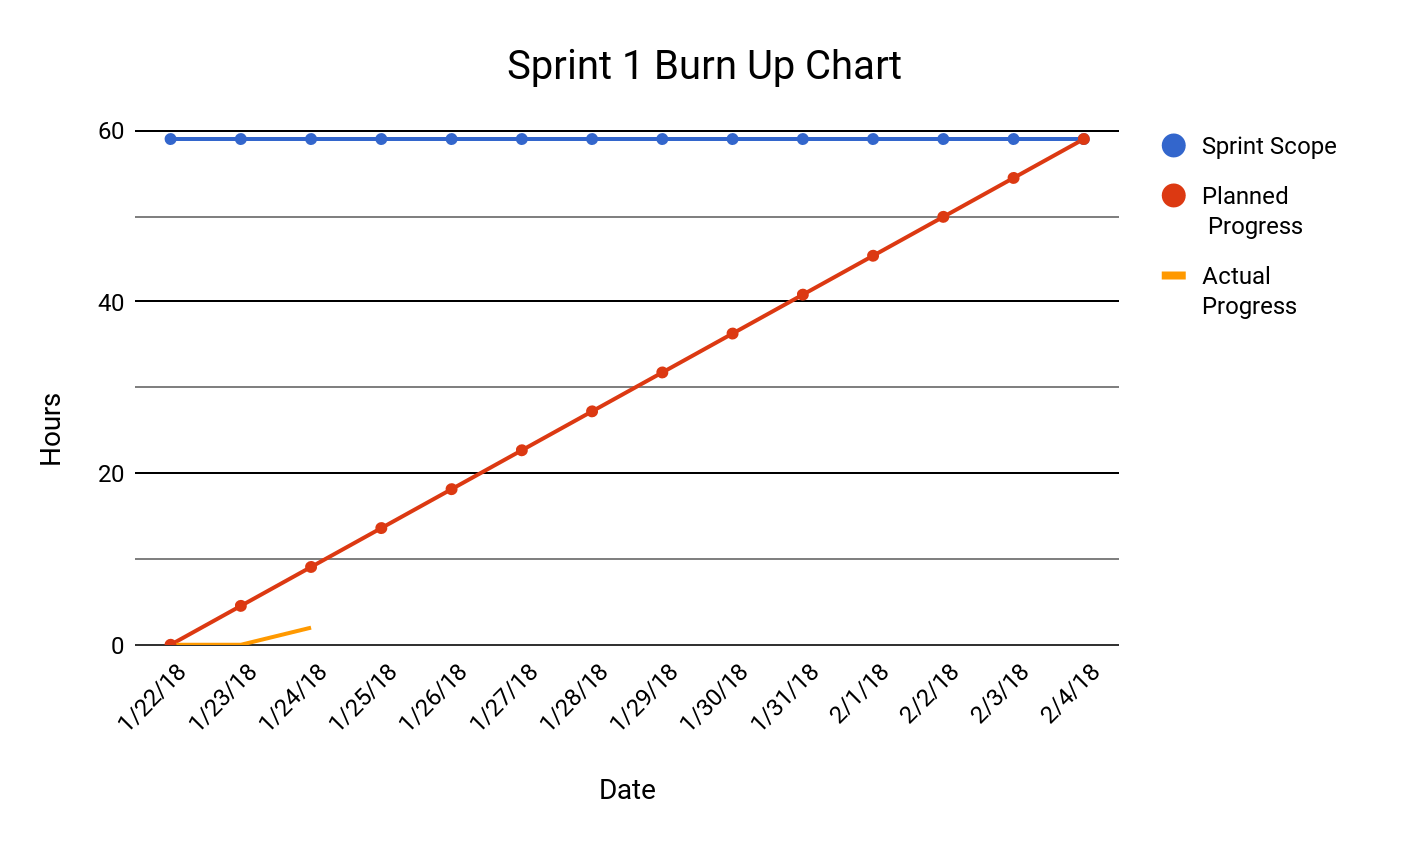 Sprint 1 Burn Up Chart
60
40
20
0
Hours
1/22/18
1/23/18
1/24/18
1/25/18
1/26/18
1/27/18
1/28/18
1/29/18
1/30/18
1/31/18
2/1/18
2/2/18
2/3/18
2/4/18
Date
Sprint Scope
Planned
Progress
Actual
Progress